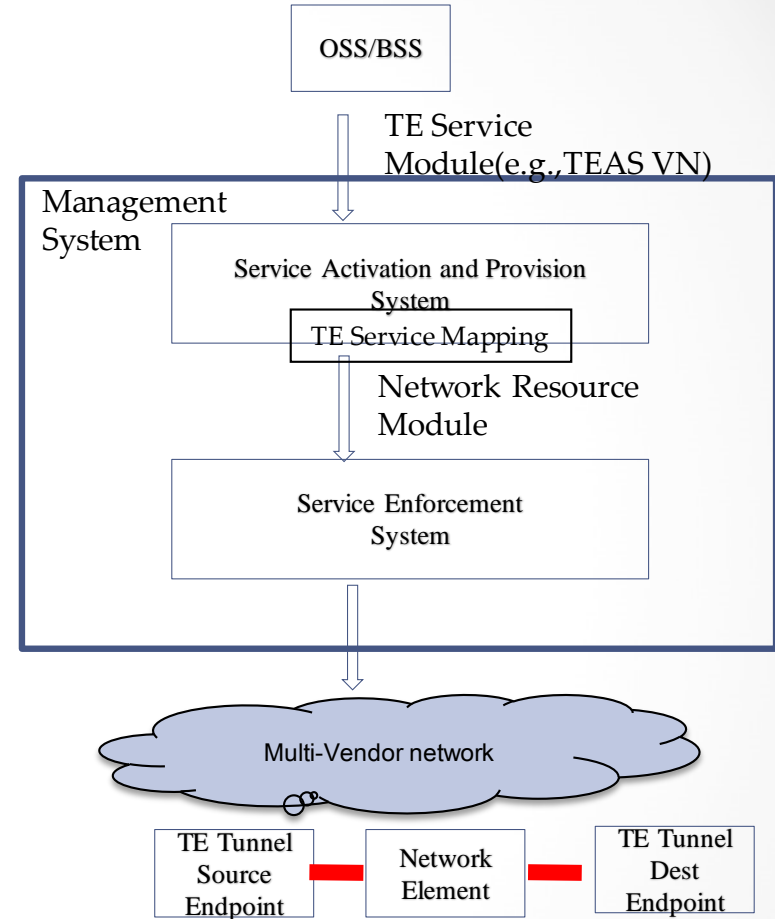 OSS/BSS
TE Service
Module(e.g.,TEAS VN)
Management
System
Service Activation and Provision
System
TE Service Mapping
Network Resource
Module
Service Enforcement
System
Multi-Vendor network
TE Tunnel
Source
Endpoint
Network
Element
TE Tunnel
Dest
Endpoint